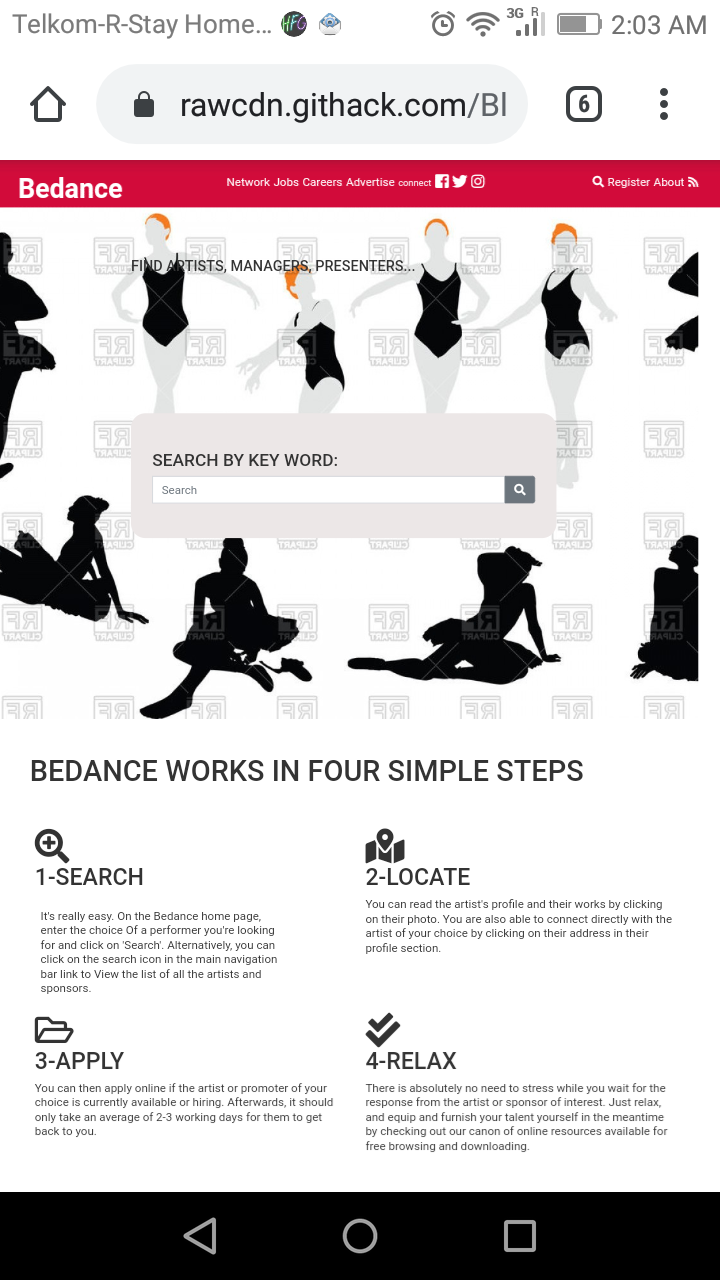 Telkom-R-Stay Home... 3G R 2:03 AM
rawcdn.githack.com/Bl 6
Bedance Network Jobs Careers Advertise connect Register About
FIND ARTISTS, MANAGERS, PRESENTERS...
SEARCH BY KEY WORD:
Search
BEDANCE WORKS IN FOUR SIMPLE STEPS
1-SEARCH
It's really easy. On the Bedance home page,
enter the choice Of a performer you're looking
for and click on 'Search'. Alternatively, you can
click on the search icon in the main navigation
bar link to View the list of all the artists and
sponsors.
2-LOCATE
You can read the artist's profile and their works by clicking
on their photo. You are also able to connect directly with the
artist of your choice by clicking on their address in their
profile section.
3-APPLY
You can then apply online if the artist or promoter of your
choice is currently available or hiring. Afterwards, it should
only take an average of 2-3 working days for them to get
back to you.
4-RELAX
There is absolutely no need to stress while you wait for the
response from the artist or sponsor of interest. Just relax,
and equip and furnish your talent yourself in the meantime
by checking out our canon of online resources available for
free browsing and downloading.